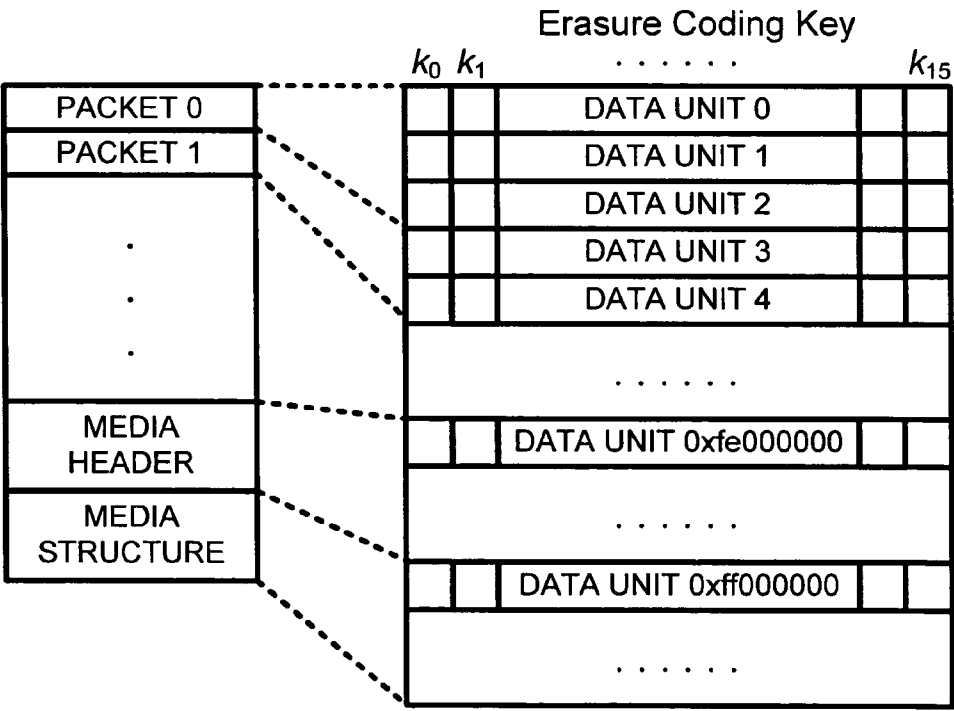 Erasure Coding Key
k0 k1 . . . . . . k15
PACKET 0
PACKET 1
.
.
.
MEDIA
HEADER
MEDIA
STRUCTURE
DATA UNIT 0
DATA UNIT 1
DATA UNIT 2
DATA UNIT 3
DATA UNIT 4
. . . . . .
DATA UNIT 0xfe000000
. . . . . .
DATA UNIT 0xff000000
. . . . . .